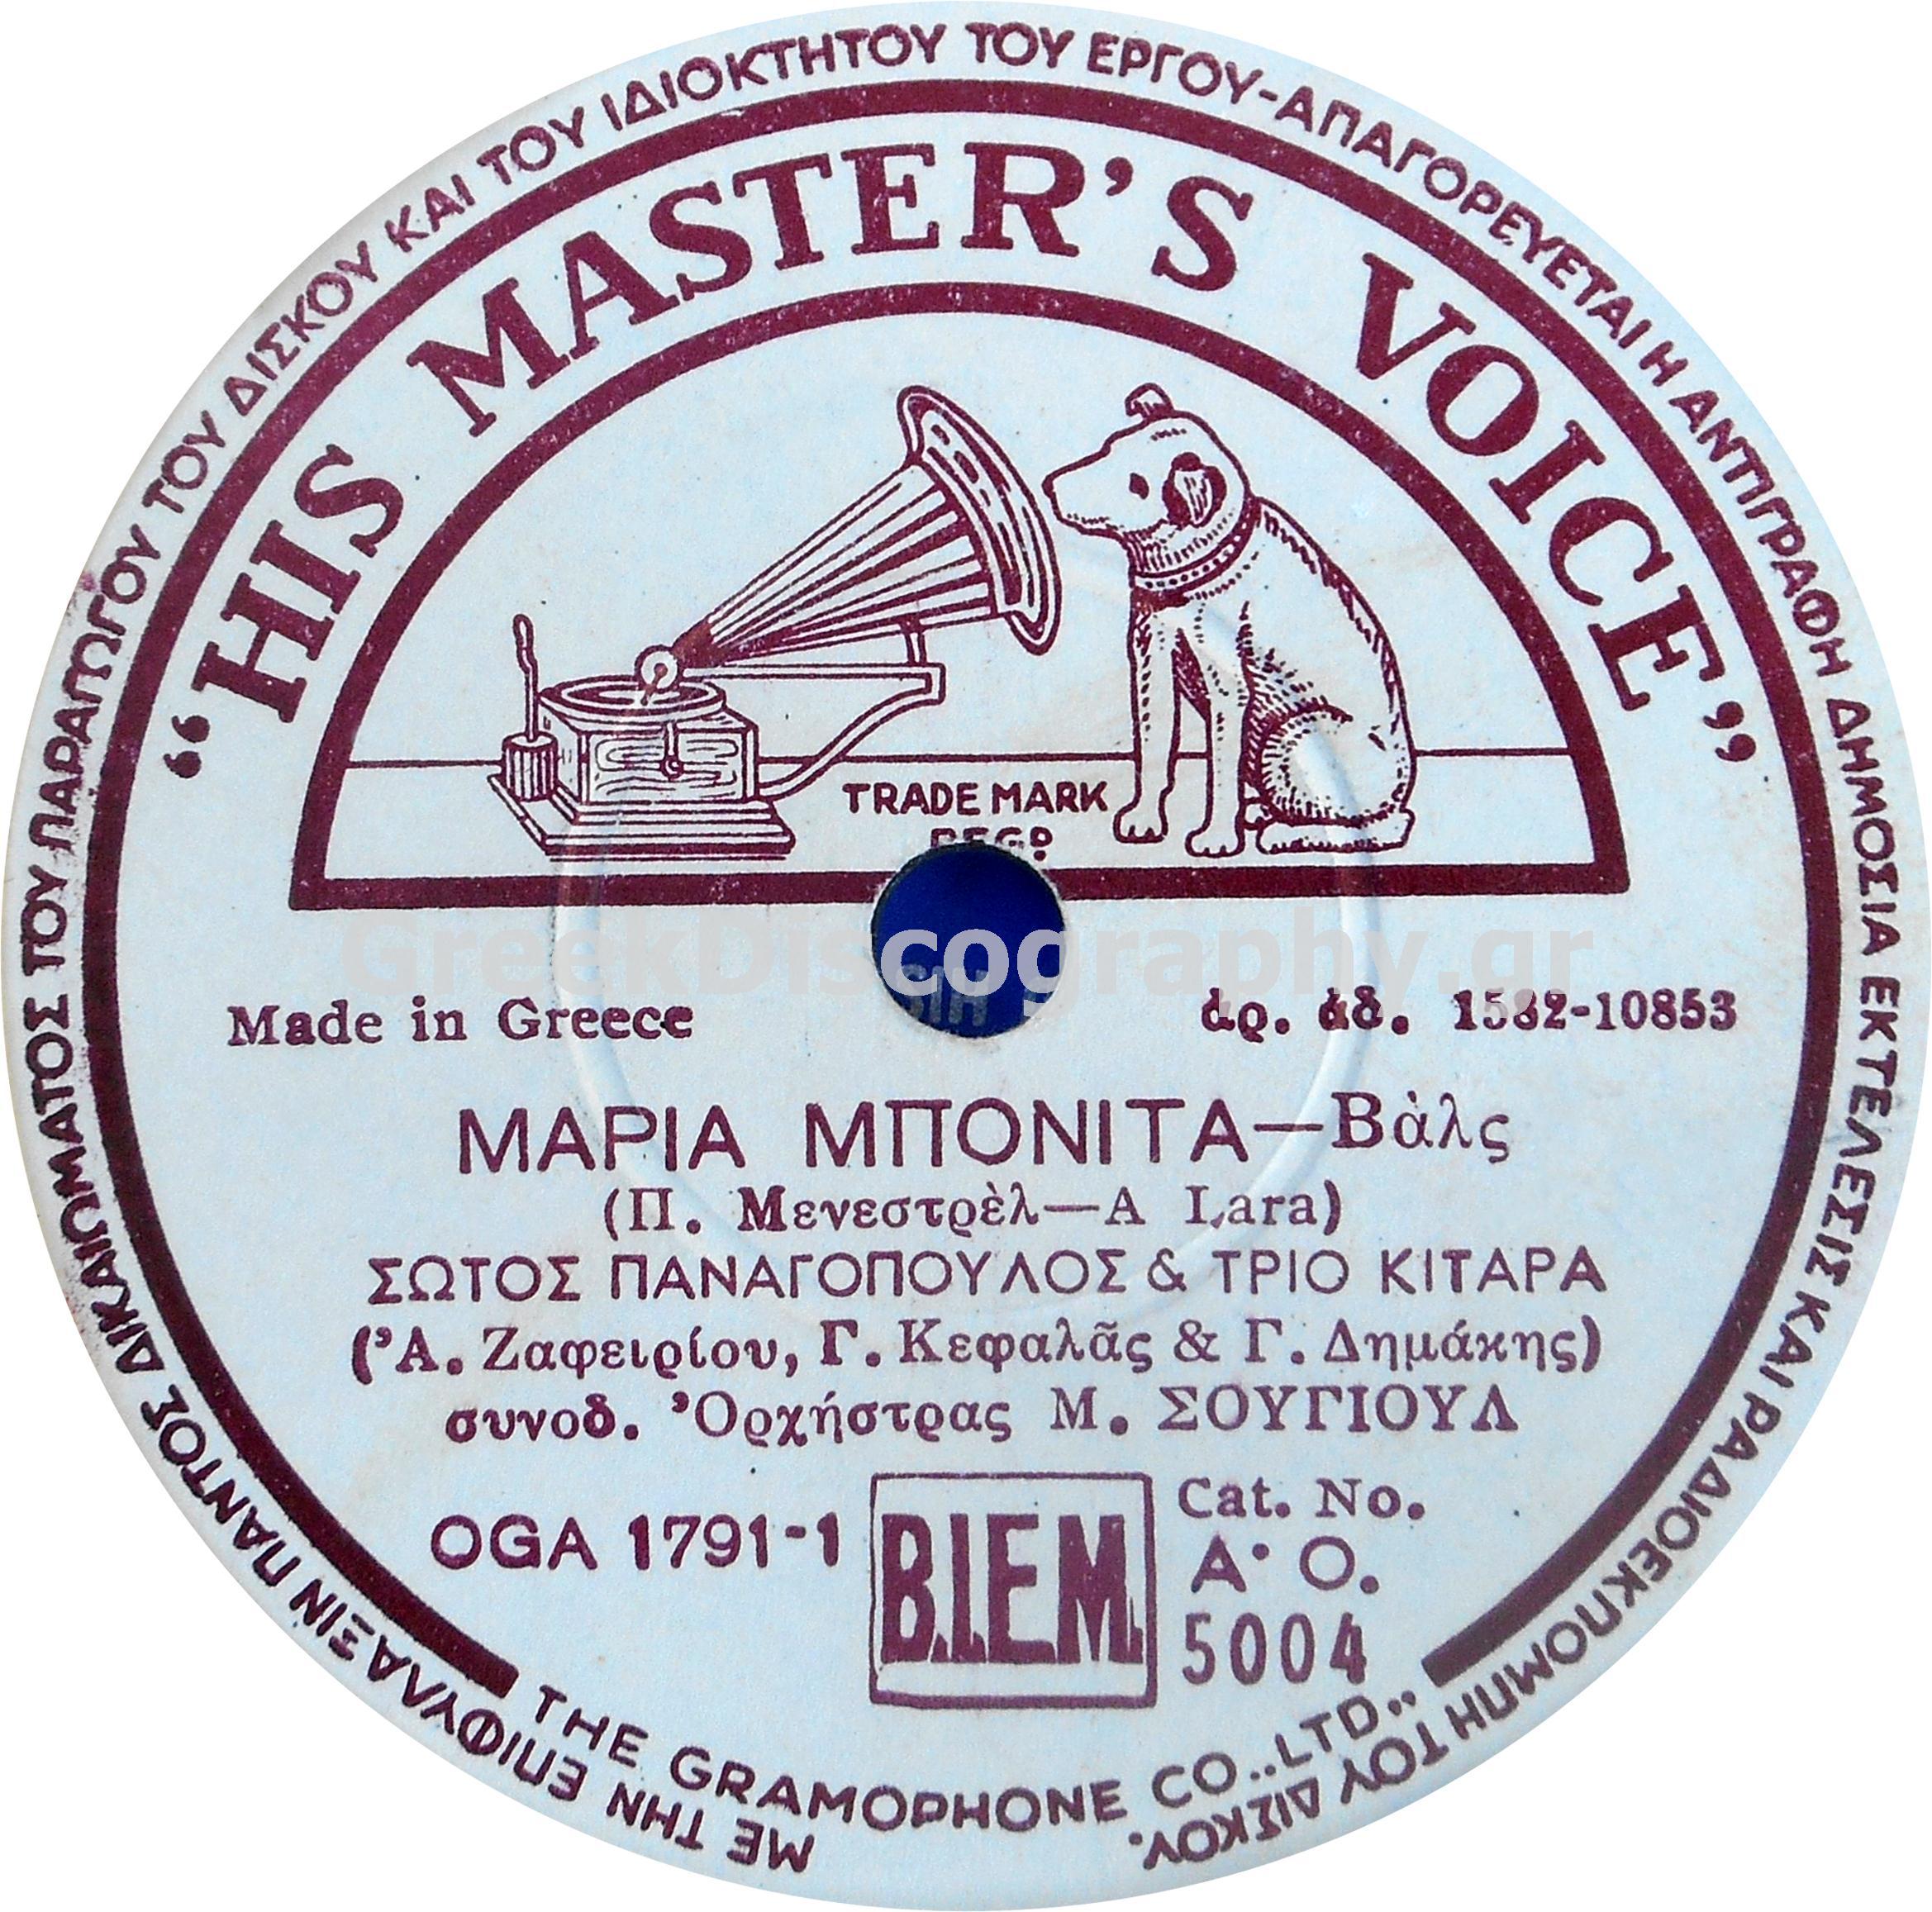 ΜΕ ΤΗΝ ΕΠΙΦΥΛΑΞΙΝ ΠΑΝΤΟΣ ΔΙΚΑΙΩΜΑΤΟΣ ΤΟΥ ΠΑΡΑΓΩΓΟΥ ΤΟΥ ΔΙΣΚΟΥ ΚΑΙ ΤΟΥ ΙΔΙΟΚΤΗΤΟΥ ΤΟΥ ΕΡΓΟΥ-ΑΠΑΓΟΡΕΥΕΤΑΙ Η ΑΝΤΙΓΡΑΦΗ ΔΗΜΟΣΙΑ ΕΚΤΕΛΕΣΙΣ ΚΑΙ ΡΑΔΙΟΕΚΠΟΜΠΗ ΤΟΥ ΔΙΣΚΟΥ.
“HIS MASTER’S VOICE”
TRADE MARK
REGD
GreekDiscography.gr
Made in Greece
ἀρ. ἀδ. 1582-10853
ΜΑΡΙΑ ΜΠΟΝΙΤΑ—Βὰλς
(Π. Μενεστρὲλ—A Lara)
ΣΩΤΟΣ ΠΑΝΑΓΟΠΟΥΛΟΣ & ΤΡΙΟ ΚΙΤΑΡΑ
(’Α. Ζαφειρίου, Γ. Κεφαλᾶς & Γ. Δημάκης)
συνοδ. ’Ορχήστρας Μ. ΣΟΥΓΙΟΥΛ
OGA 1791-1
B.I.E.M.
Cat. No.
A· O.
5004
THE GRAMOPHONE CO..LTD..